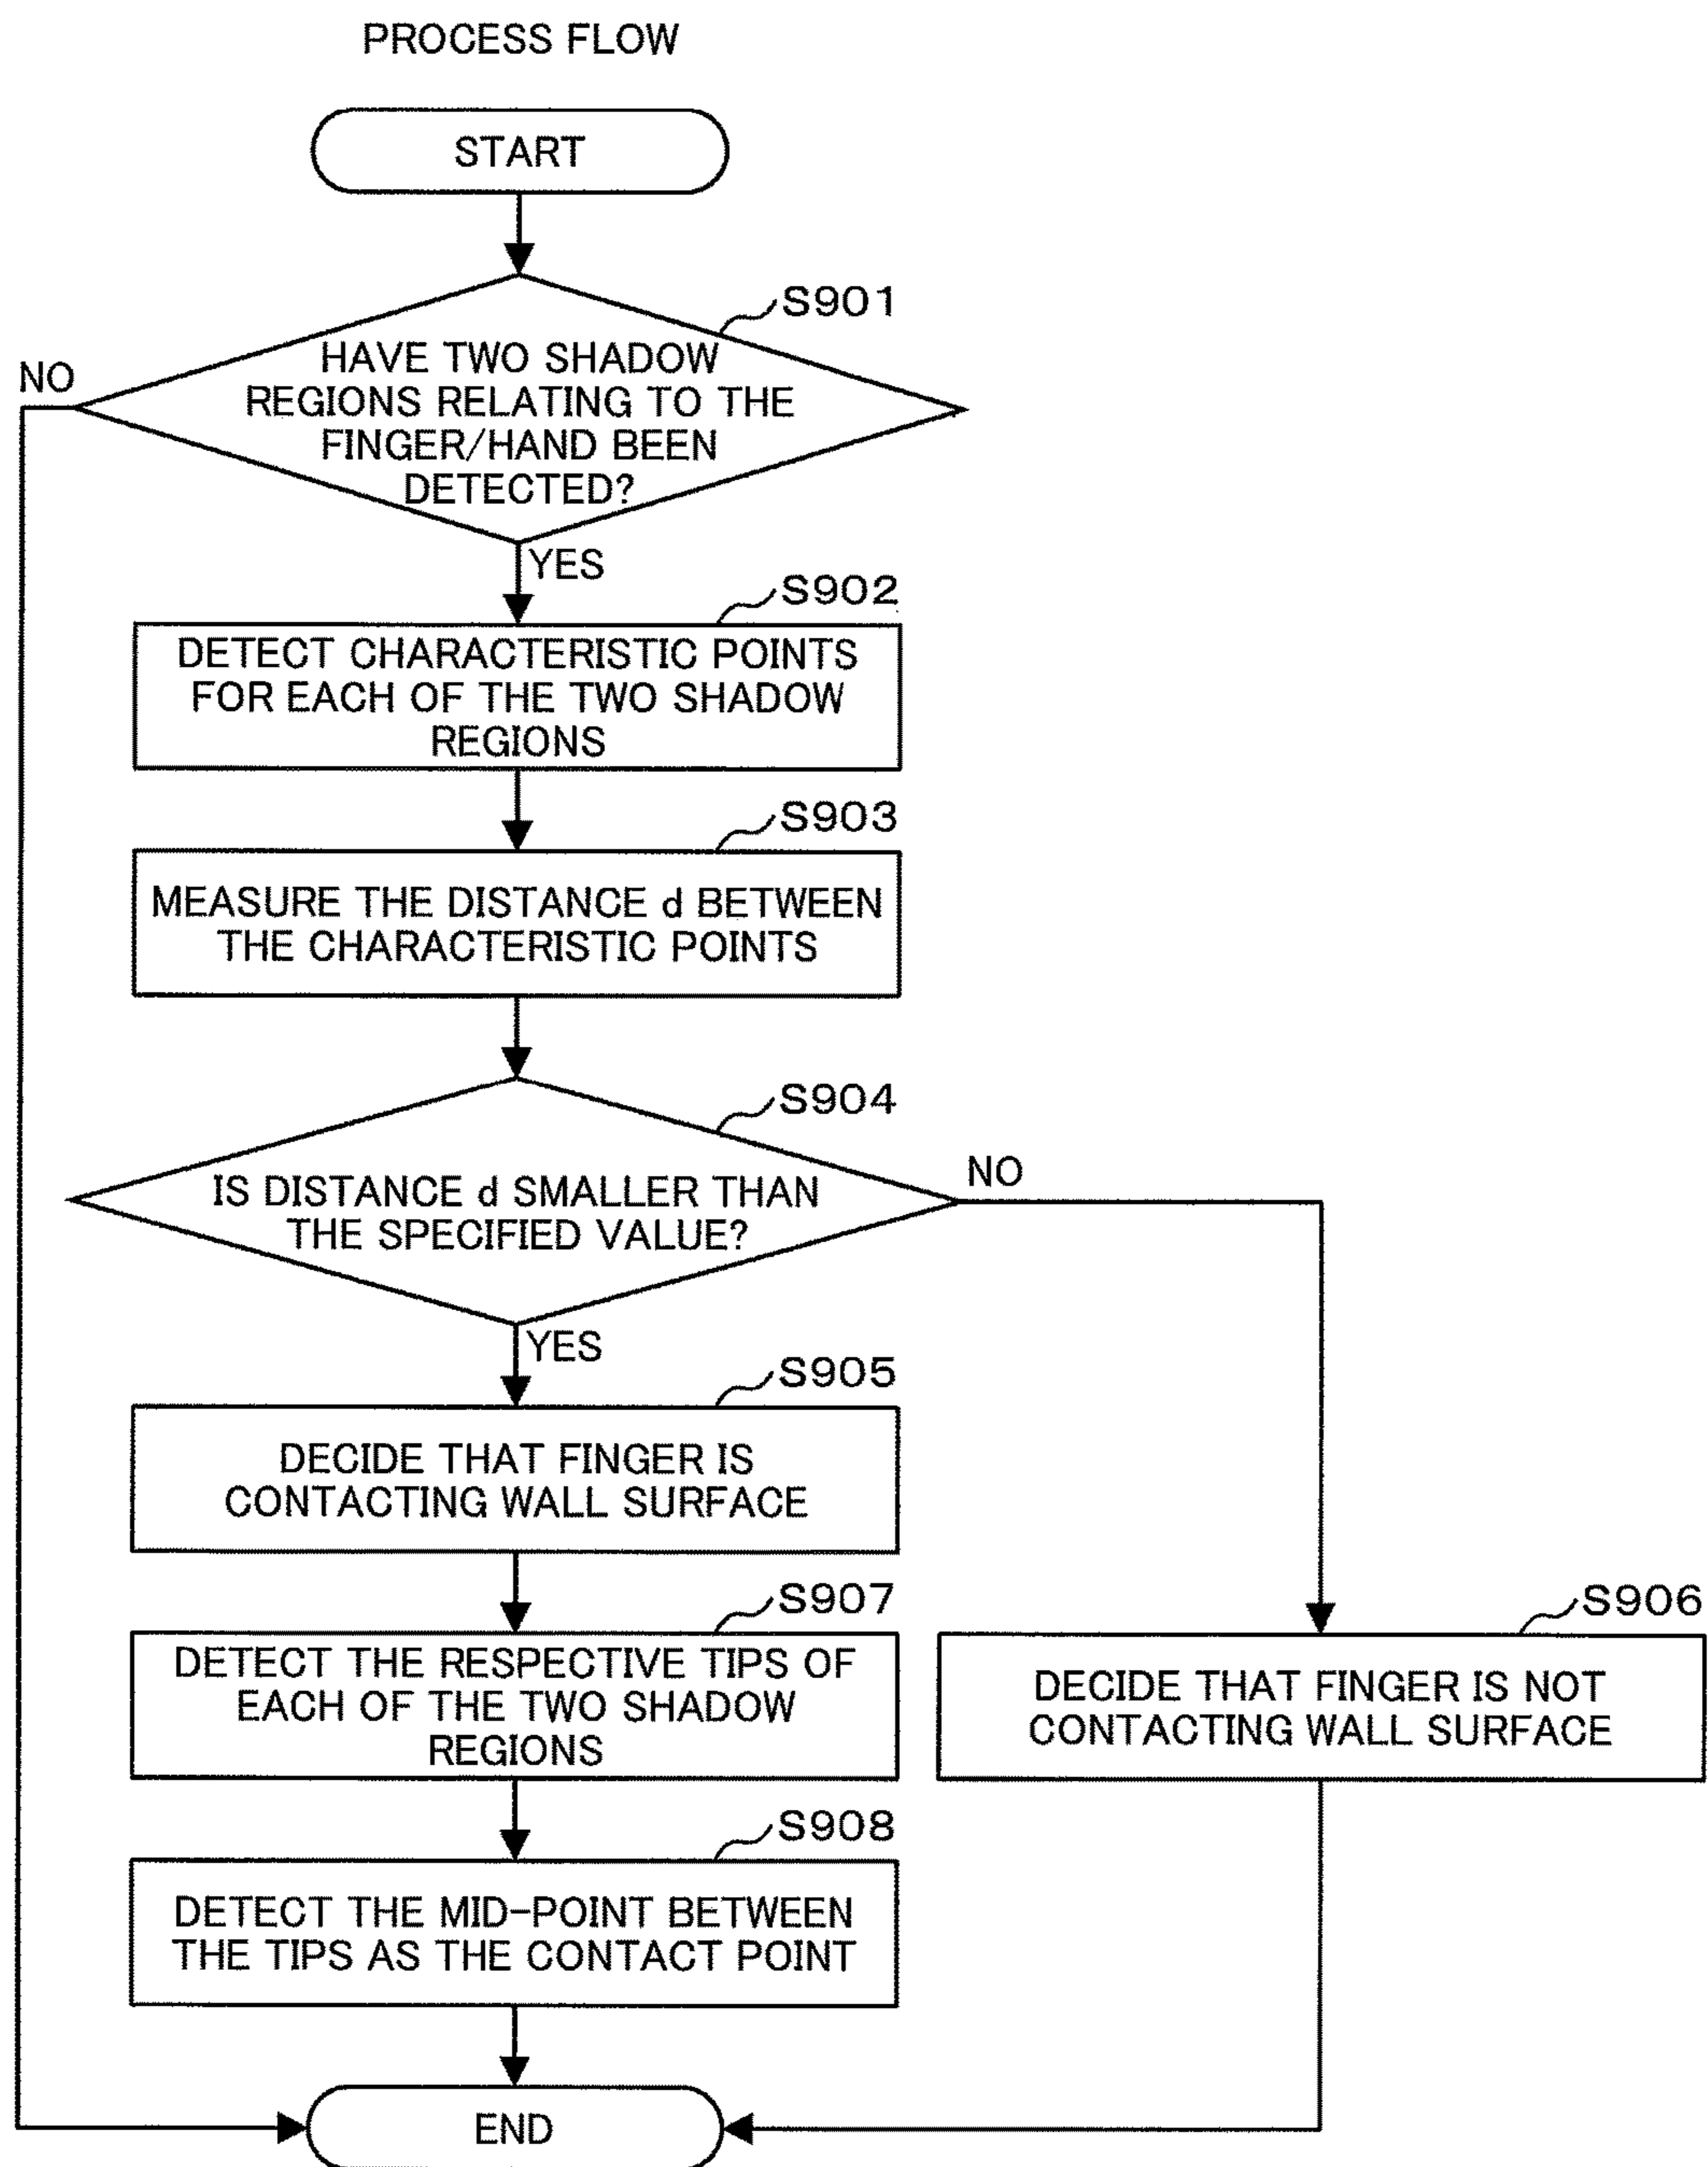 PROCESS FLOW
START
S901
HAVE TWO SHADOW
REGIONS RELATING TO THE
FINGER/HAND BEEN
DETECTED?
NO
YES
S902
DETECT CHARACTERISTIC POINTS
FOR EACH OF THE TWO SHADOW
REGIONS
S903
MEASURE THE DISTANCE d BETWEEN
THE CHARACTERISTIC POINTS
S904
IS DISTANCE d SMALLER THAN
THE SPECIFIED VALUE?
NO
YES
S905
DECIDE THAT FINGER IS
CONTACTING WALL SURFACE
S907
DETECT THE RESPECTIVE TIPS OF
EACH OF THE TWO SHADOW
REGIONS
S906
DECIDE THAT FINGER IS NOT
CONTACTING WALL SURFACE
S908
DETECT THE MID-POINT BETWEEN
THE TIPS AS THE CONTACT POINT
END